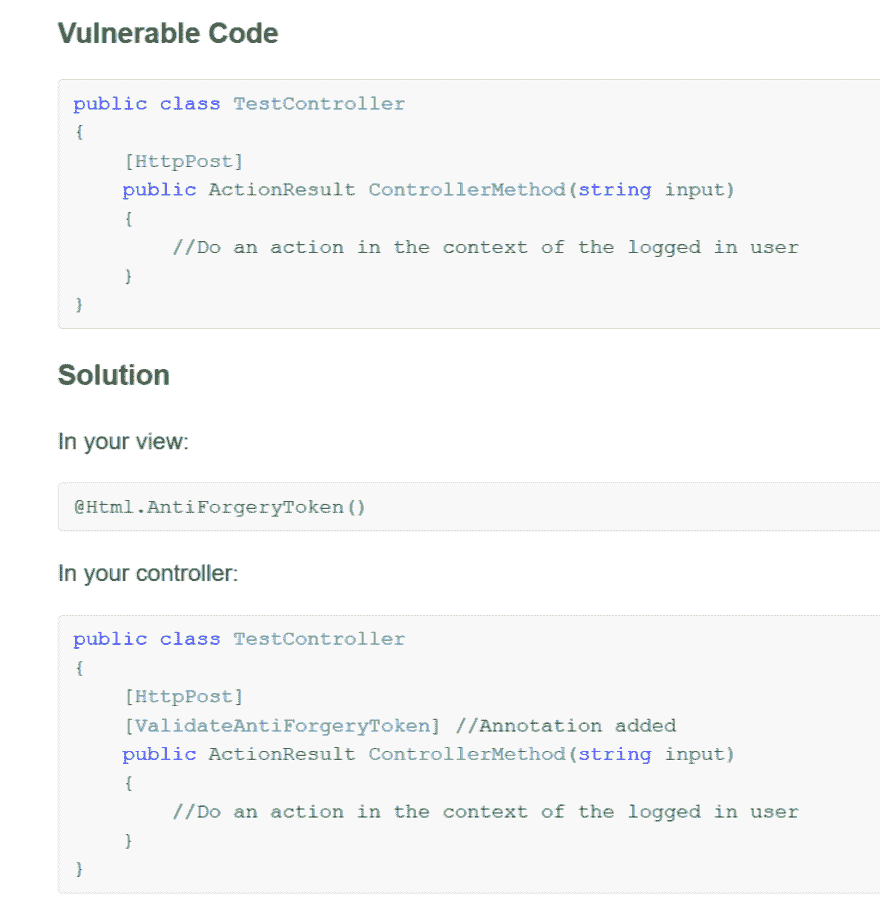 Vulnerable Code
public class TestController
{
    [HttpPost]
    public ActionResult ControllerMethod(string input)
    {
        //Do an action in the context of the logged in user
    }
}
Solution
In your view:
@Html.AntiForgeryToken()
In your controller:
public class TestController
{
    [HttpPost]
    [ValidateAntiForgeryToken] //Annotation added
    public ActionResult ControllerMethod(string input)
    {
        //Do an action in the context of the logged in user
    }
}